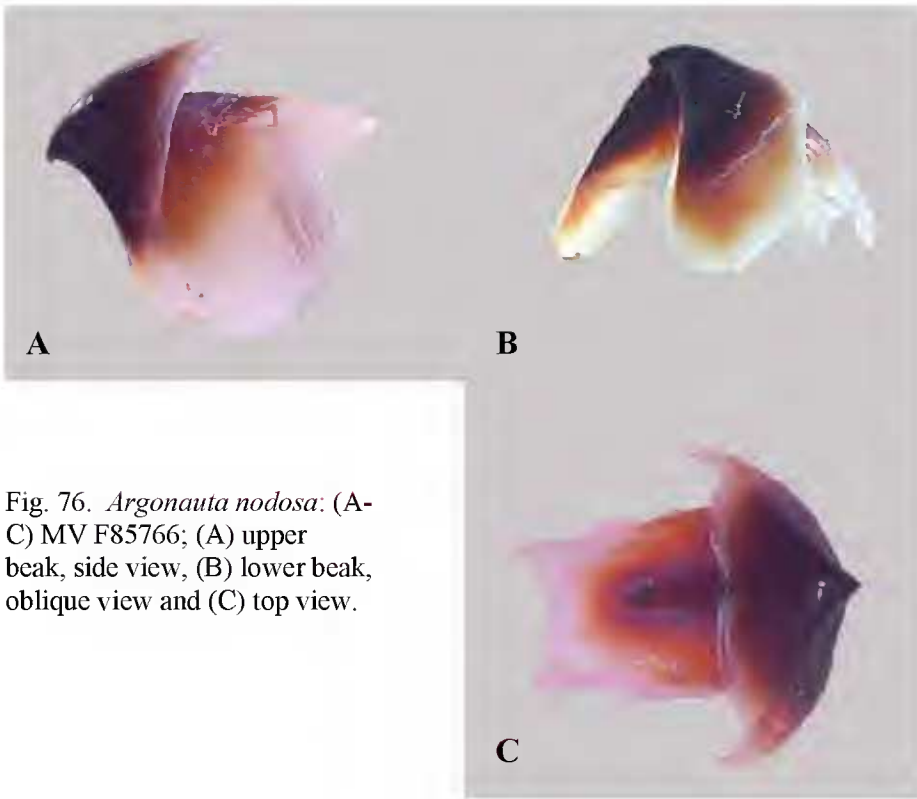 A
B
Fig. 76. Argonauta nodosa: (A-
C) MV F85766; (A) upper
beak, side view, (B) lower beak,
oblique view and (C) top view.
C